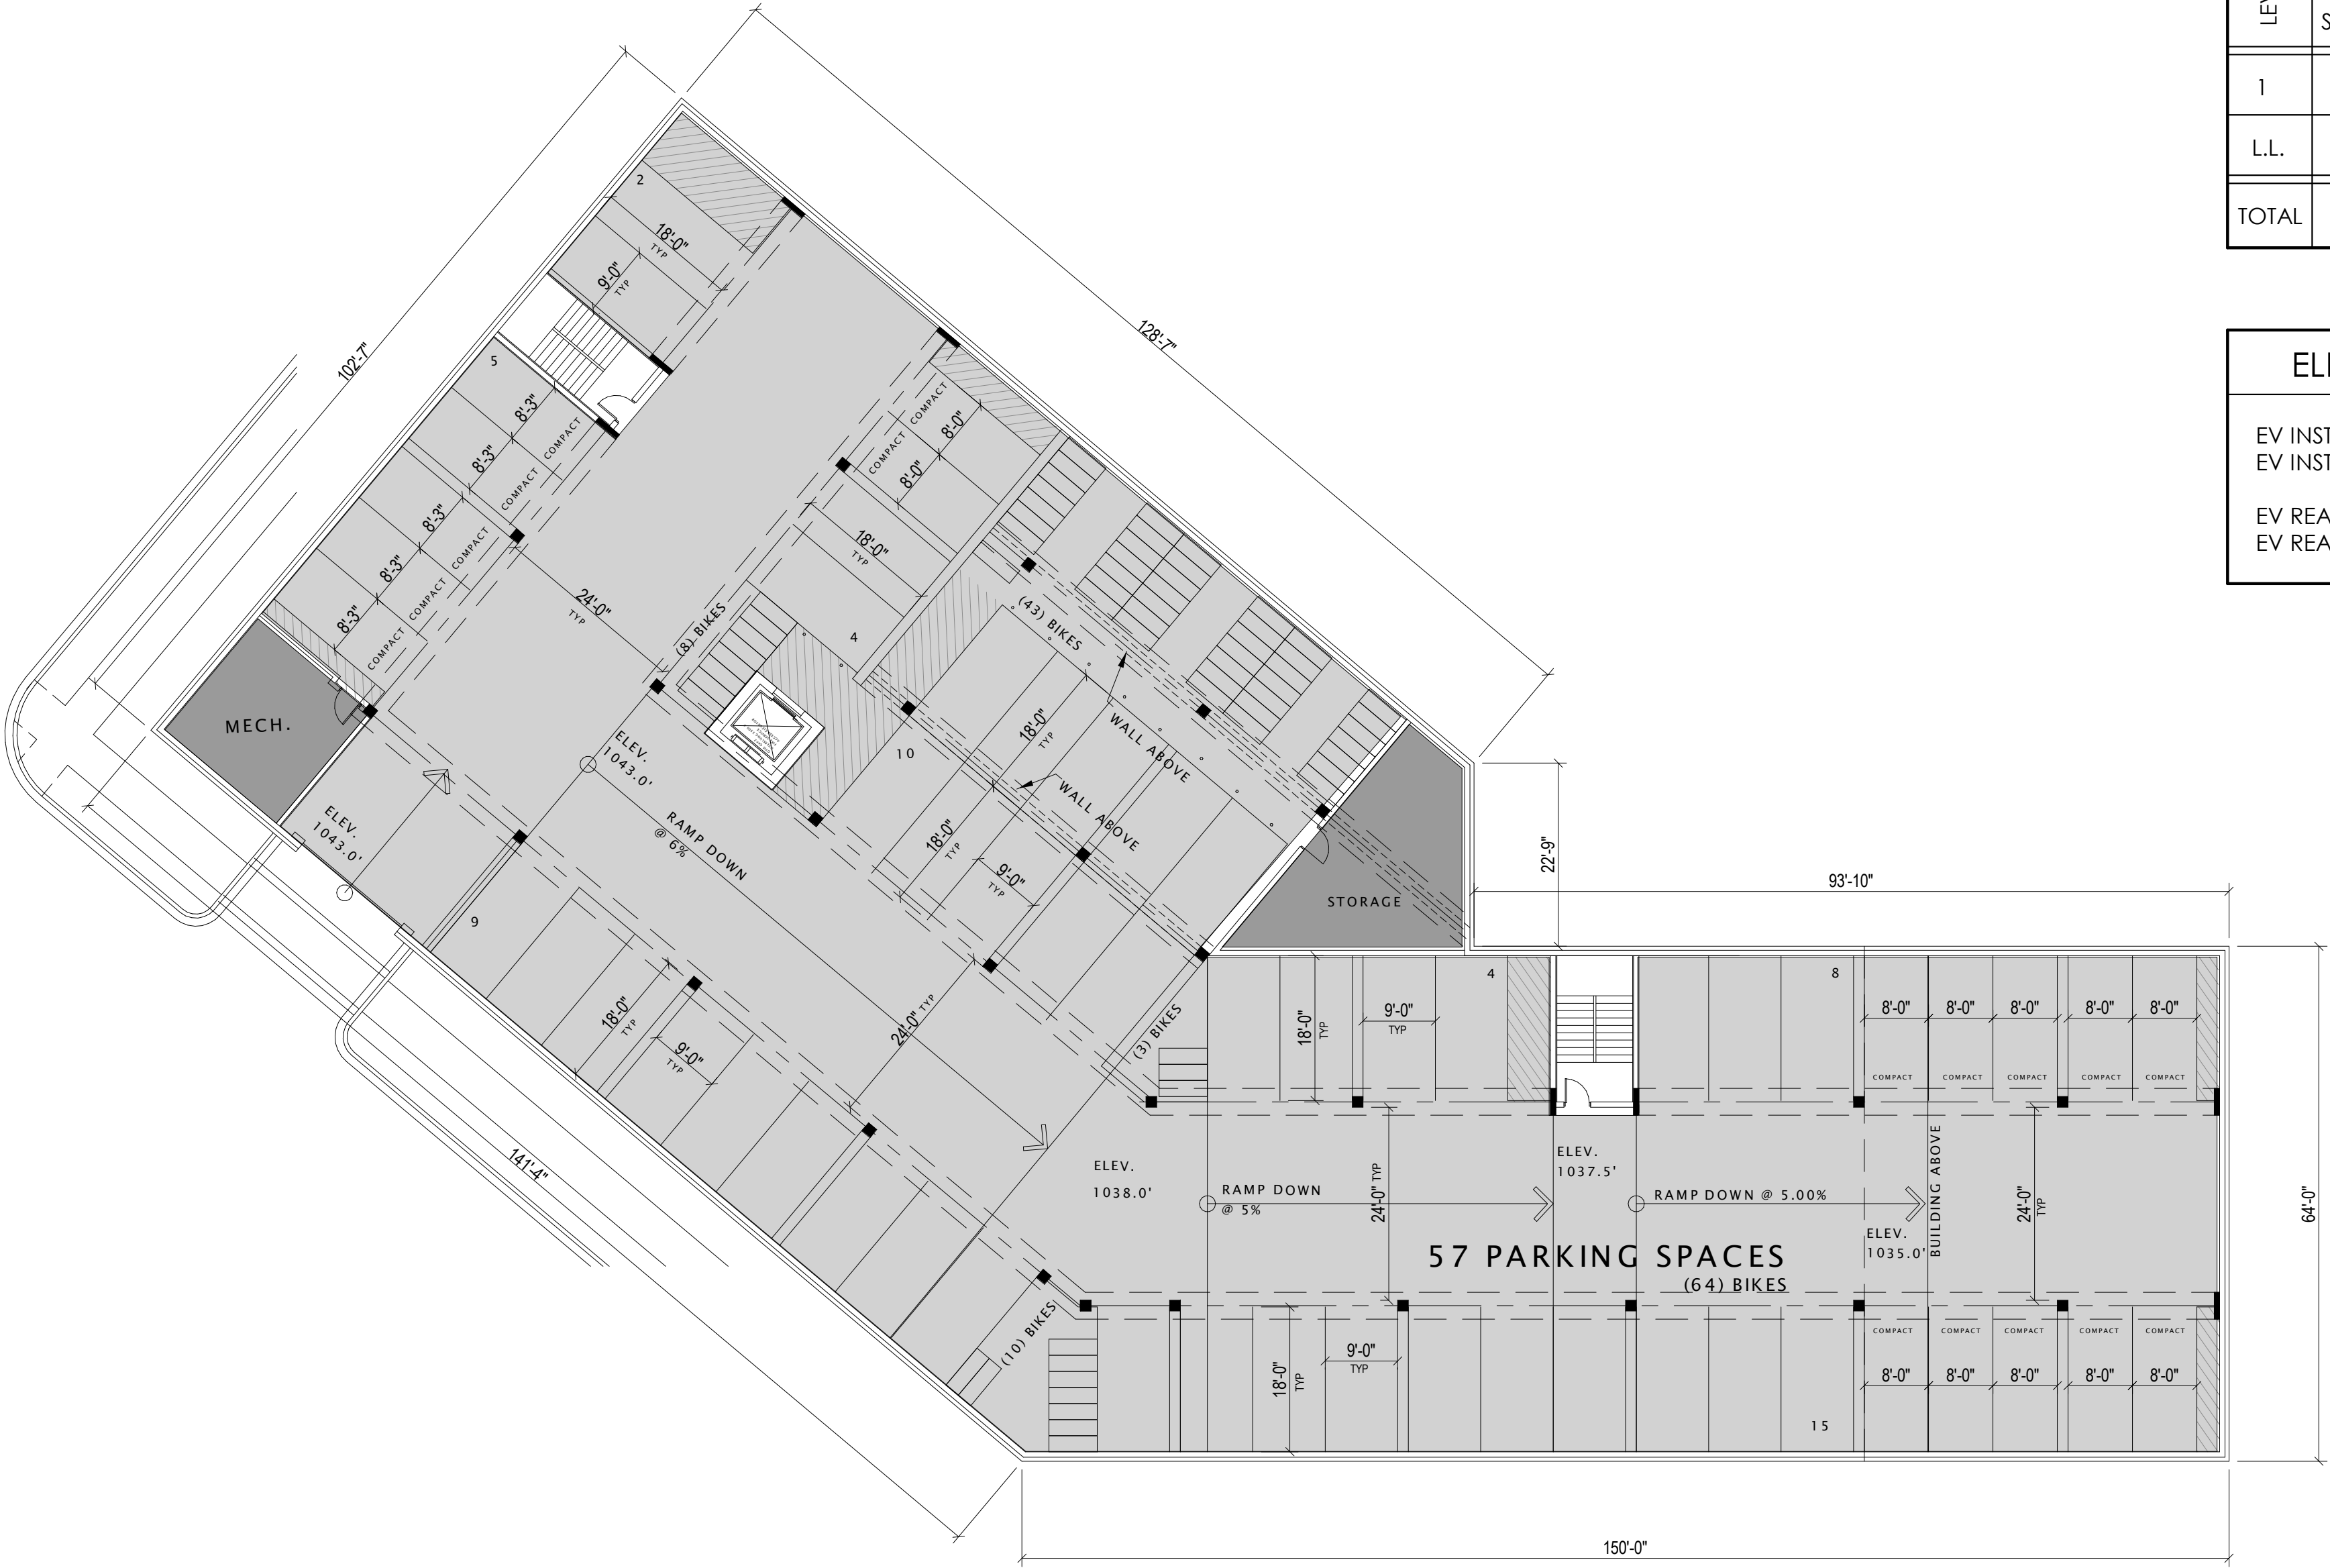 LEV
S
1
L.L.
TOTAL
ELE
EV INST
EV INST
EV REA
EV REA
128'-7"
102'-7"
2
18'-0"
TYP
9'-0"
TYP
5
8'-3"
8'-3"
8'-3"
8'-3"
8'-3"
COMPACT
COMPACT
COMPACT
COMPACT
COMPACT
COMPACT
COMPACT
8'-0"
8'-0"
18'-0"
TYP
24'-0"
TYP
(8) BIKES
4
(43) BIKES
MECH.
ELEV.
1043.0'
ELEV.
1043.0'
10
18'-0"
TYP
WALL ABOVE
WALL ABOVE
18'-0"
TYP
9'-0"
TYP
RAMP DOWN
@ 6%
STORAGE
22'-9"
93'-10"
9
18'-0"
TYP
9'-0"
TYP
24'-0" TYP
(3) BIKES
141'-4"
4
18'-0"
TYP
9'-0"
TYP
8
8'-0"
8'-0"
8'-0"
8'-0"
8'-0"
COMPACT
COMPACT
COMPACT
COMPACT
COMPACT
ELEV.
1038.0'
RAMP DOWN
@ 5%
24'-0" TYP
ELEV.
1037.5'
RAMP DOWN @ 5.00%
ELEV.
1035.0'
BUILDING ABOVE
24'-0"
TYP
64'-0"
57 PARKING SPACES
(64) BIKES
(10) BIKES
18'-0"
TYP
9'-0"
TYP
COMPACT
COMPACT
COMPACT
COMPACT
COMPACT
8'-0"
8'-0"
8'-0"
8'-0"
8'-0"
15
150'-0"